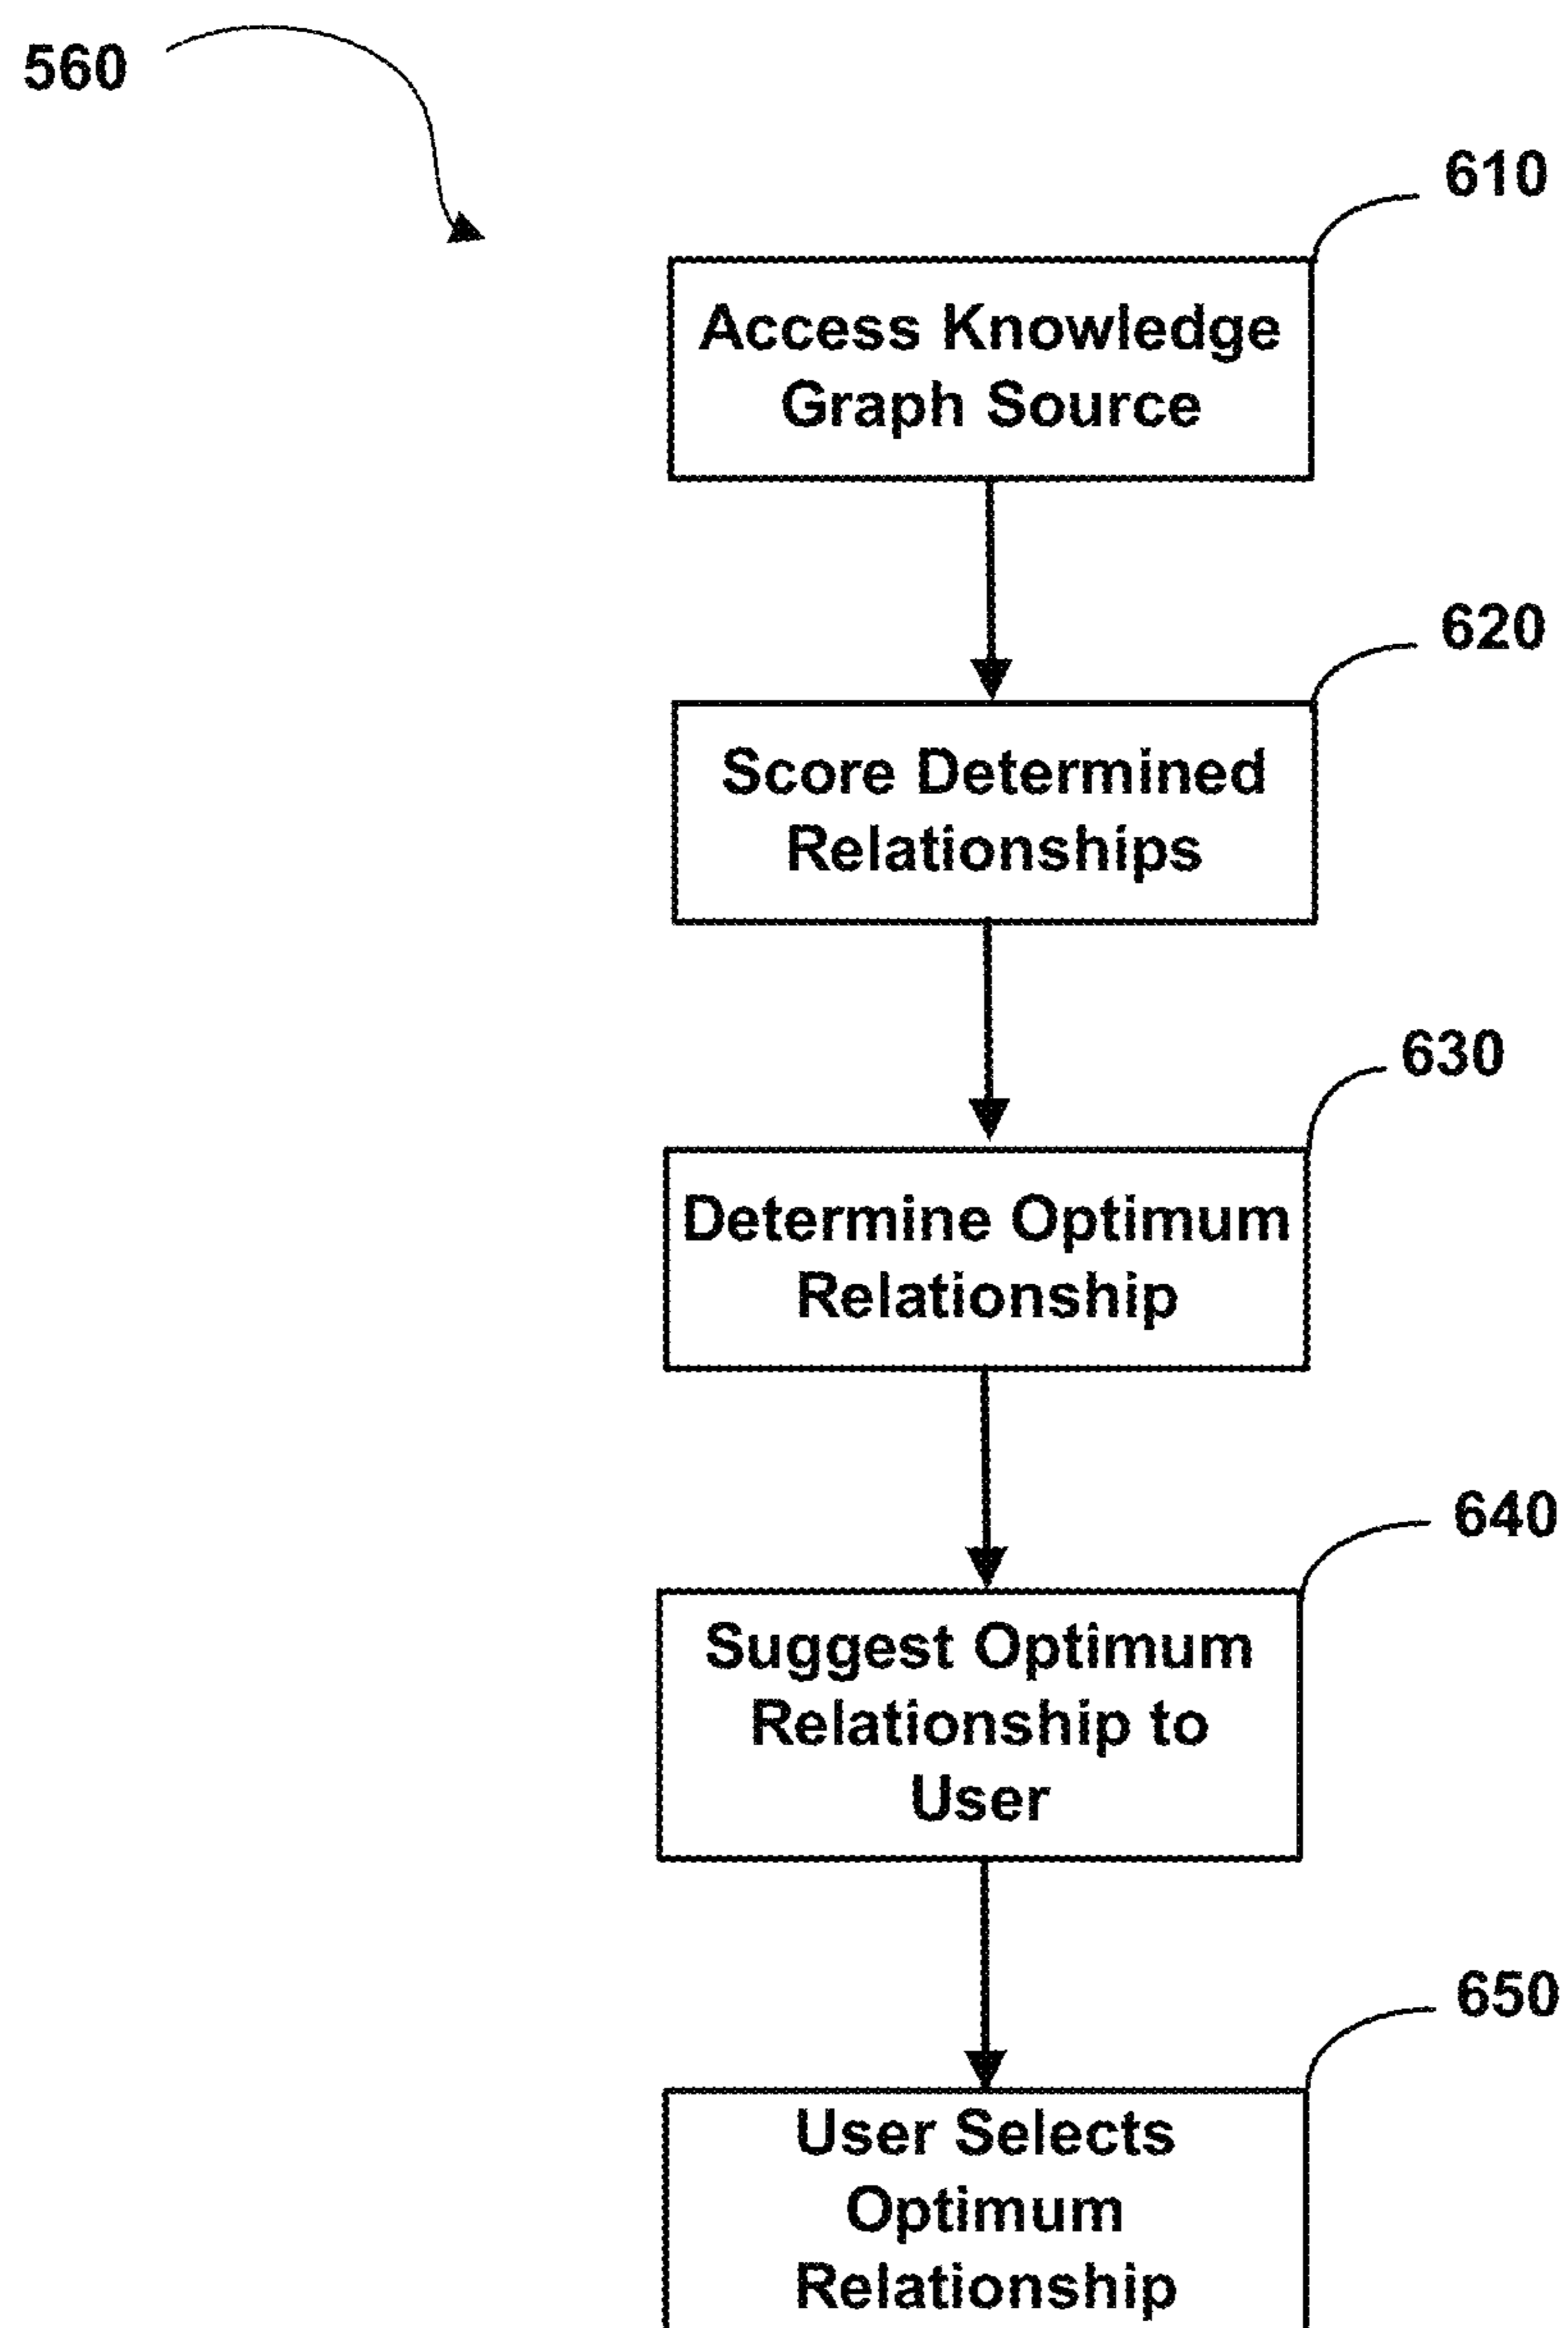 560
610
Access Knowledge
Graph Source
620
Score Determined
Relationships
630
Determine Optimum
Relationship
640
Suggest Optimum
Relationship to
User
650
User Selects
Optimum
Relationship